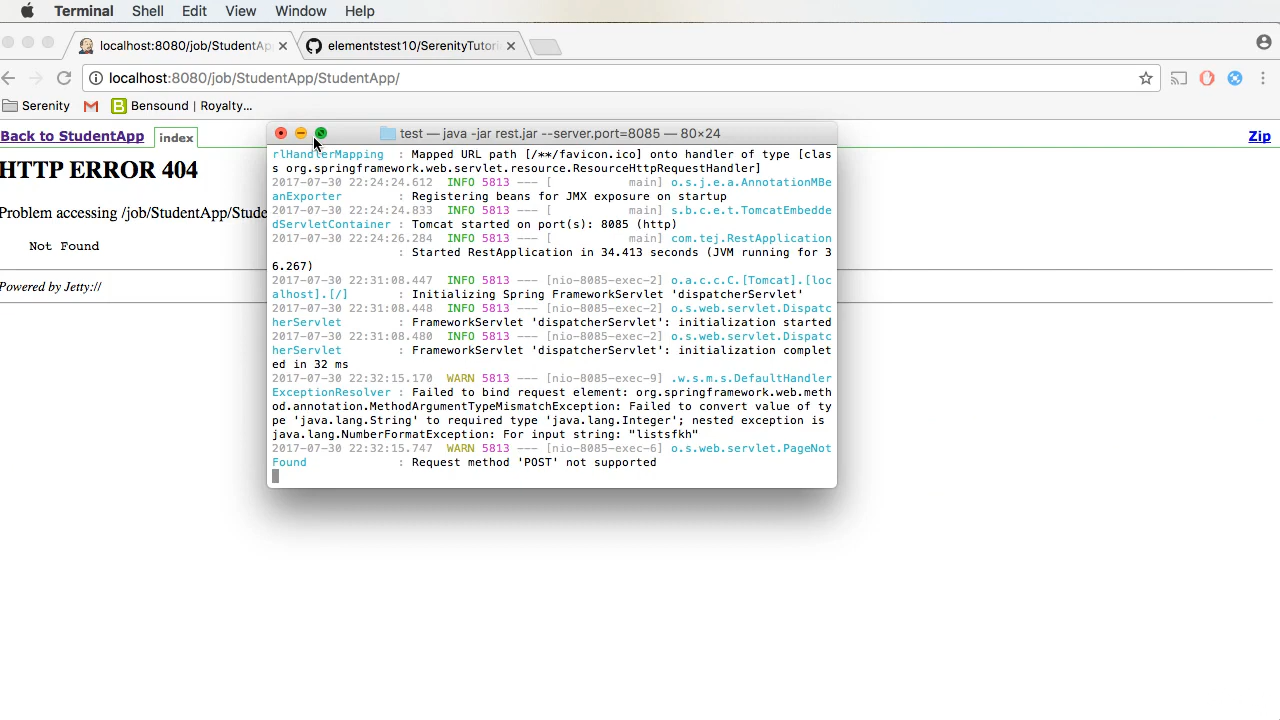 Terminal Shell Edit View Window Help
localhost:8080/job/StudentAp
elementstest10/SerenityTutori
localhost:8080/job/StudentApp/StudentApp/
Serenity
Bensound | Royalty...
Back to StudentApp
index
Zip
HTTP ERROR 404
Problem accessing /job/StudentApp/Stude
Not Found
Powered by Jetty://
test — java -jar rest.jar --server.port=8085 — 80×24
rlHandlerMapping : Mapped URL path [/**/favicon.ico] onto handler of type [clas
s org.springframework.web.servlet.resource.ResourceHttpRequestHandler]
2017-07-30 22:24:24.612 INFO 5813 --- [ main] o.s.j.e.a.AnnotationMBe
anExporter : Registering beans for JMX exposure on startup
2017-07-30 22:24:24.833 INFO 5813 --- [ main] s.b.c.e.t.TomcatEmbedde
dServletContainer : Tomcat started on port(s): 8085 (http)
2017-07-30 22:24:26.284 INFO 5813 --- [ main] com.tej.RestApplication
: Started RestApplication in 34.413 seconds (JVM running for 3
6.267)
2017-07-30 22:31:08.447 INFO 5813 --- [nio-8085-exec-2] o.a.c.c.C.[Tomcat].[loc
alhost].[/] : Initializing Spring FrameworkServlet 'dispatcherServlet'
2017-07-30 22:31:08.448 INFO 5813 --- [nio-8085-exec-2] o.s.web.servlet.Dispatc
herServlet : FrameworkServlet 'dispatcherServlet': initialization started
2017-07-30 22:31:08.480 INFO 5813 --- [nio-8085-exec-2] o.s.web.servlet.Dispatc
herServlet : FrameworkServlet 'dispatcherServlet': initialization complet
ed in 32 ms
2017-07-30 22:32:15.170 WARN 5813 --- [nio-8085-exec-9] .w.s.m.s.DefaultHandler
ExceptionResolver : Failed to bind request element: org.springframework.web.meth
od.annotation.MethodArgumentTypeMismatchException: Failed to convert value of ty
pe 'java.lang.String' to required type 'java.lang.Integer'; nested exception is
java.lang.NumberFormatException: For input string: "listsfkh"
2017-07-30 22:32:15.747 WARN 5813 --- [nio-8085-exec-6] o.s.web.servlet.PageNot
Found : Request method 'POST' not supported